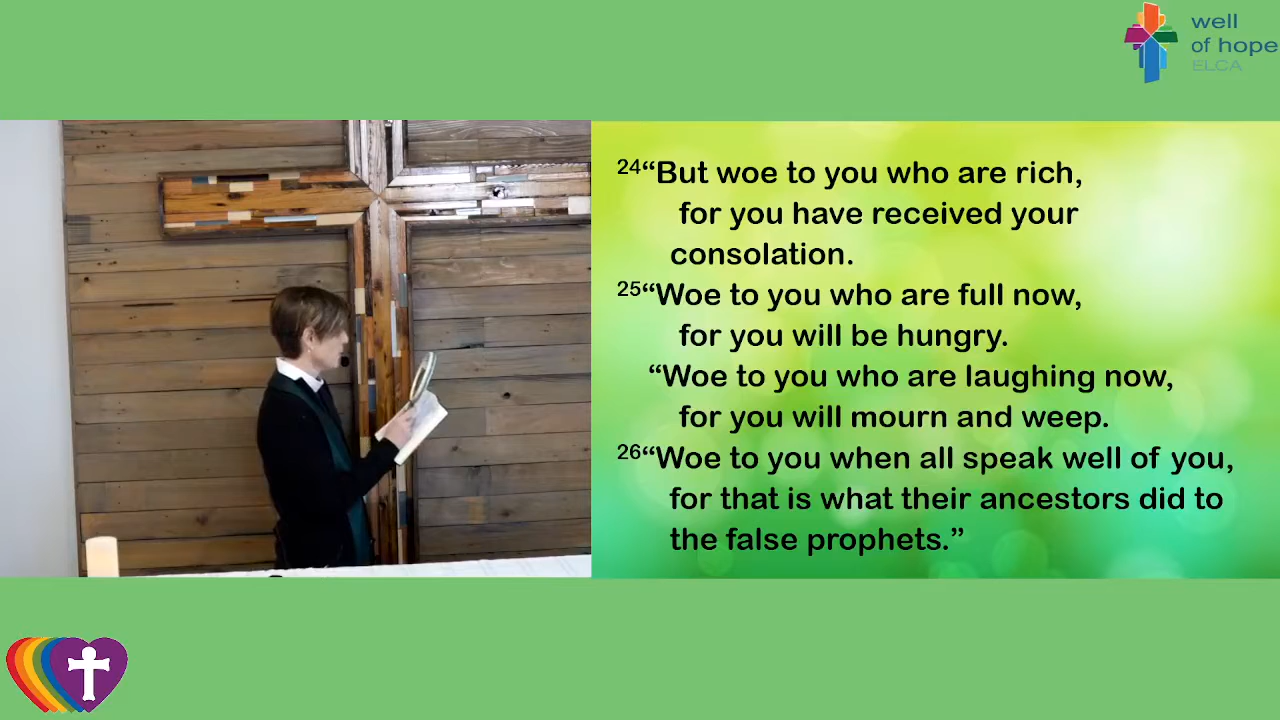 well
of hope
ELCA
24“But woe to you who are rich,
for you have received your
consolation.
25“Woe to you who are full now,
for you will be hungry.
“Woe to you who are laughing now,
for you will mourn and weep.
26“Woe to you when all speak well of you,
for that is what their ancestors did to
the false prophets.”